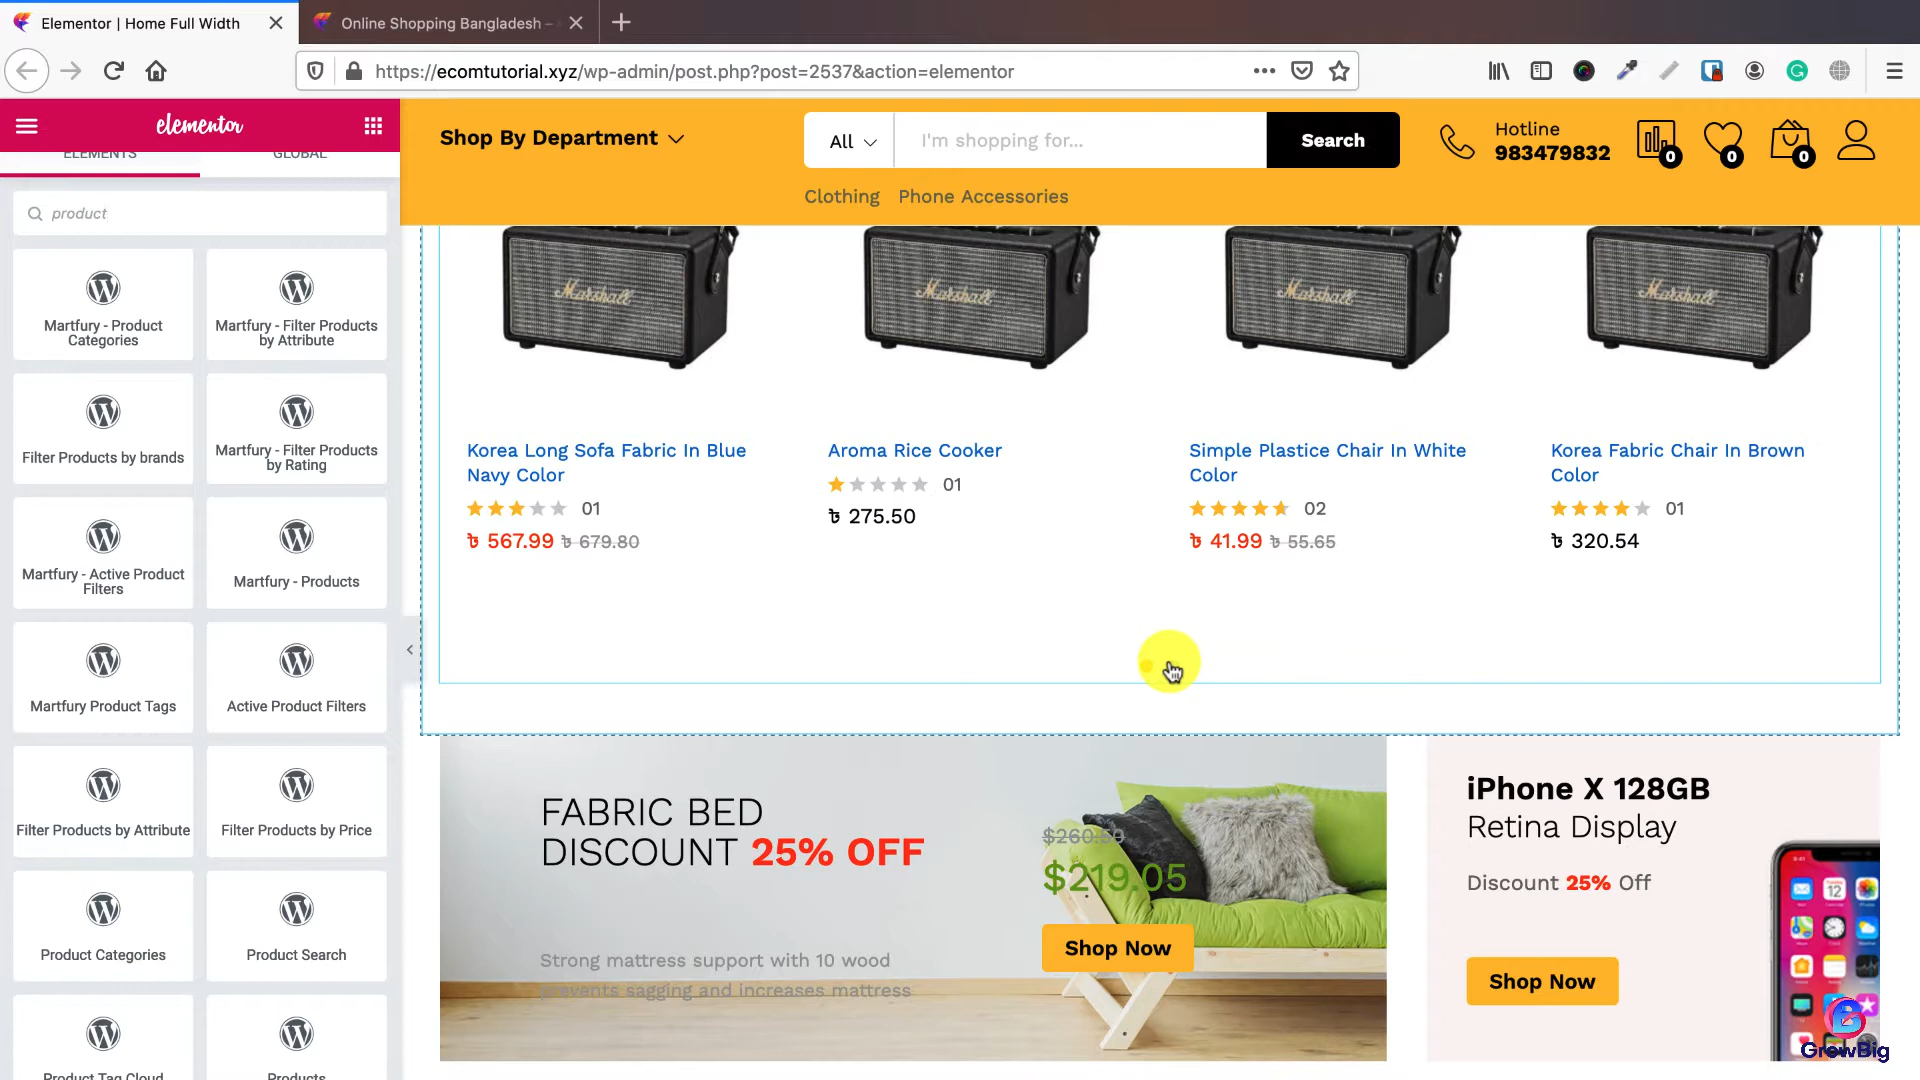 Elementor | Home Full Width
Online Shopping Bangladesh –
https://ecomtutorial.xyz/wp-admin/post.php?post=2537&action=elementor
elementor
ELEMENTS
GLOBAL
product
Martfury - Product
Categories
Martfury - Filter Products
by Attribute
Filter Products by brands
Martfury - Filter Products
by Rating
Martfury - Active Product
Filters
Martfury - Products
Martfury Product Tags
Active Product Filters
Filter Products by Attribute
Filter Products by Price
Product Categories
Product Search
Product Tag Cloud
Products
Shop By Department
All
I'm shopping for...
Search
Hotline
983479832
0
0
0
Clothing
Phone Accessories
Marshall
Marshall
Marshall
Marshall
Korea Long Sofa Fabric In Blue
Navy Color
01
৳ 567.99 ৳ 679.80
Aroma Rice Cooker
01
৳ 275.50
Simple Plastice Chair In White
Color
02
৳ 41.99 ৳ 55.65
Korea Fabric Chair In Brown
Color
01
৳ 320.54
FABRIC BED
DISCOUNT 25% OFF
Strong mattress support with 10 wood
prevents sagging and increases mattress
$260.50
$219.05
Shop Now
iPhone X 128GB
Retina Display
Discount 25% Off
Shop Now
9:41
12
GrowBig